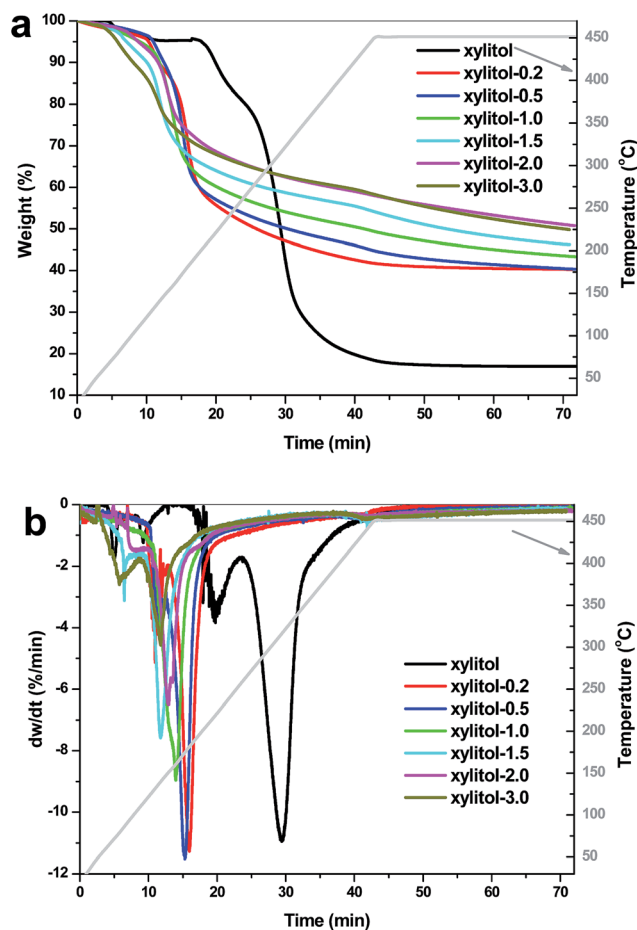 a
100
90
80
70
60
50
40
30
20
10
Weight (%)
0
10
20
30
40
50
60
70
Time (min)
450
400
350
300
250
200
150
100
50
Temperature (°C)
xylitol
xylitol-0.2
xylitol-0.5
xylitol-1.0
xylitol-1.5
xylitol-2.0
xylitol-3.0
b
0
-2
-4
-6
-8
-10
-12
dw/dt (%/min)
0
10
20
30
40
50
60
70
Time (min)
450
400
350
300
250
200
150
100
50
Temperature (°C)
xylitol
xylitol-0.2
xylitol-0.5
xylitol-1.0
xylitol-1.5
xylitol-2.0
xylitol-3.0